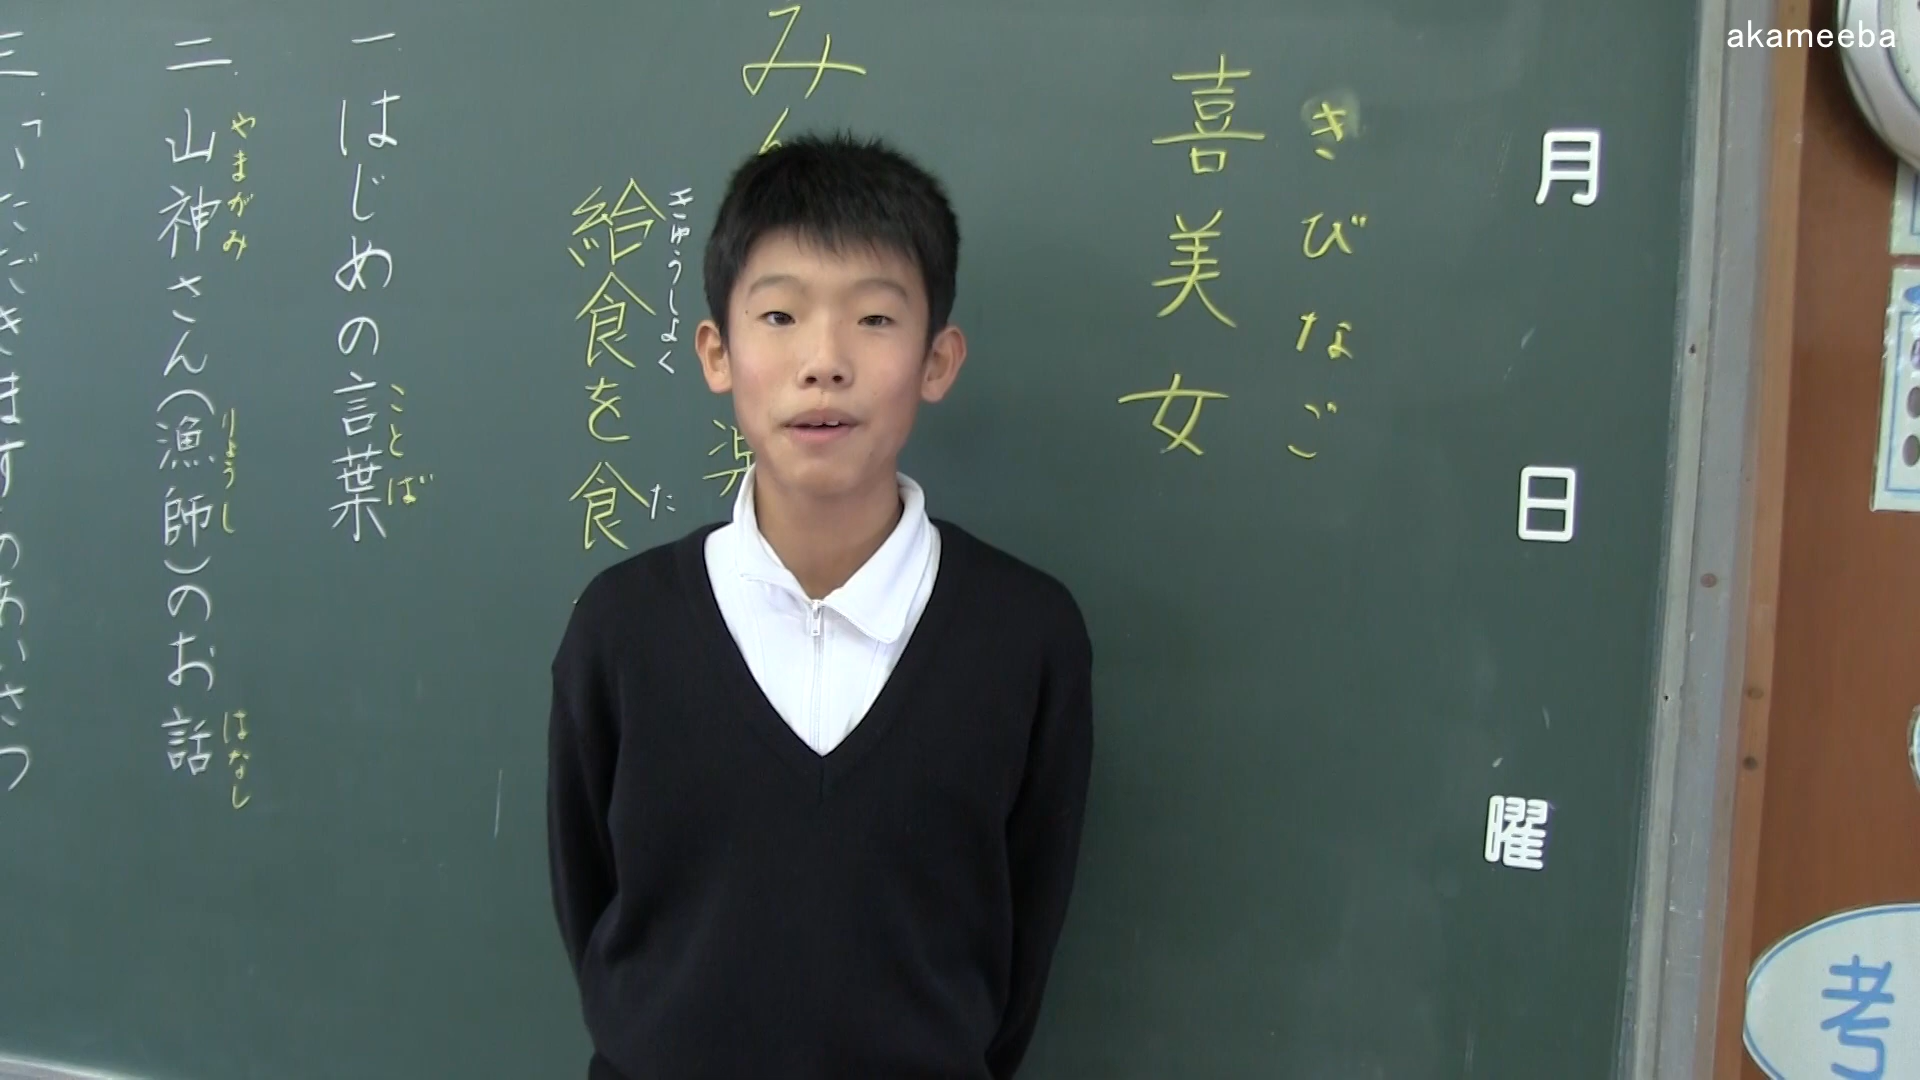 akameeba
月
日
曜
きびなご
喜美女
みん
きゅうしょく
給食を食
た
一.はじめの言葉
ことば
二.山神さん(漁師)のお話
やまがみ
りょうし
はなし
三.「いただきます」のあいさつ
考